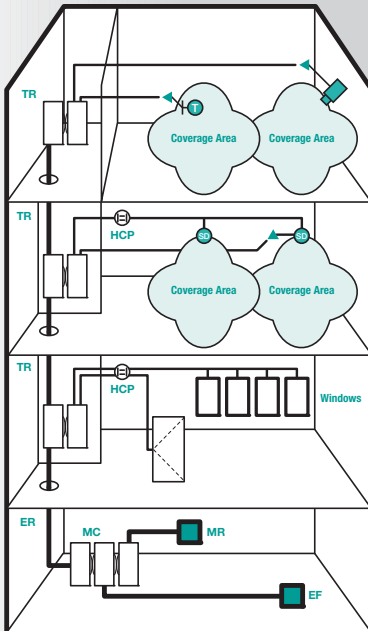 TR
T
Coverage Area
Coverage Area
TR
HCP
SD
SD
Coverage Area
Coverage Area
TR
HCP
Windows
ER
MC
MR
EF